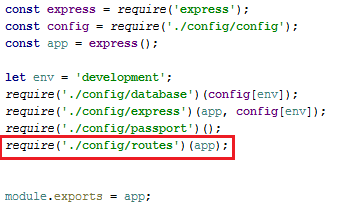 const express = require('express');
const config = require('./config/config');
const app = express();
let env = 'development';
require('./config/database')(config[env]);
require('./config/express')(app, config[env]);
require('./config/passport')();
require('./config/routes')(app);
module.exports = app;